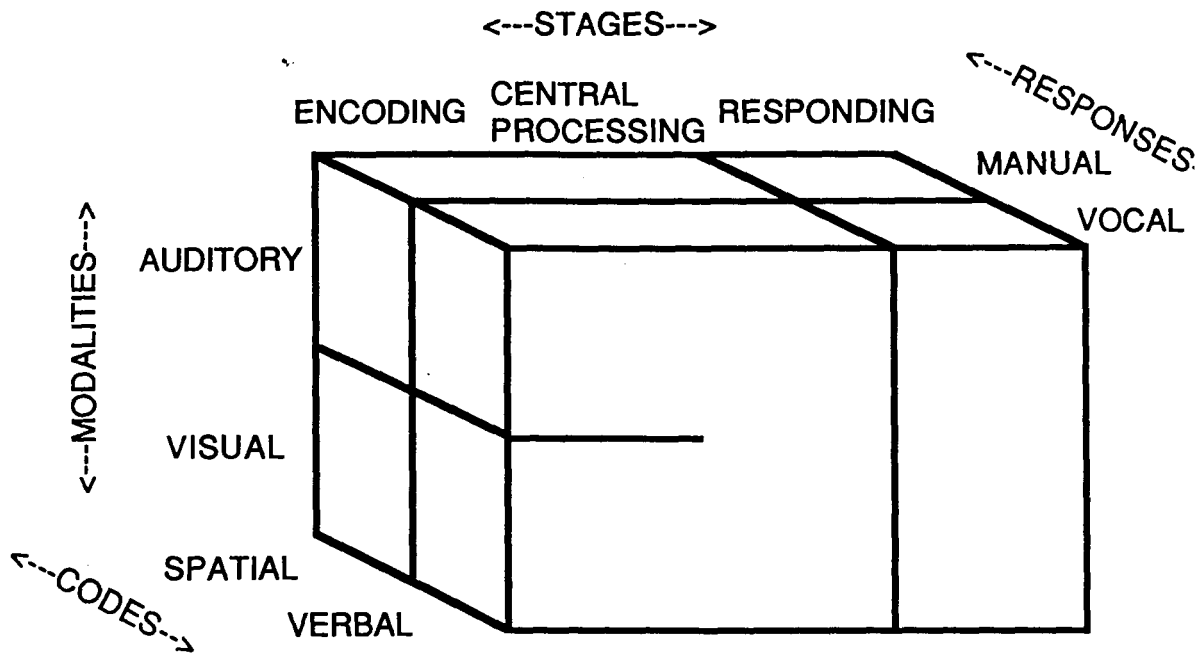 <---STAGES--->
<---RESPONSES
ENCODING
CENTRAL
PROCESSING
RESPONDING
MANUAL
VOCAL
<---MODALITIES--->
AUDITORY
VISUAL
SPATIAL
VERBAL
<---CODES-->